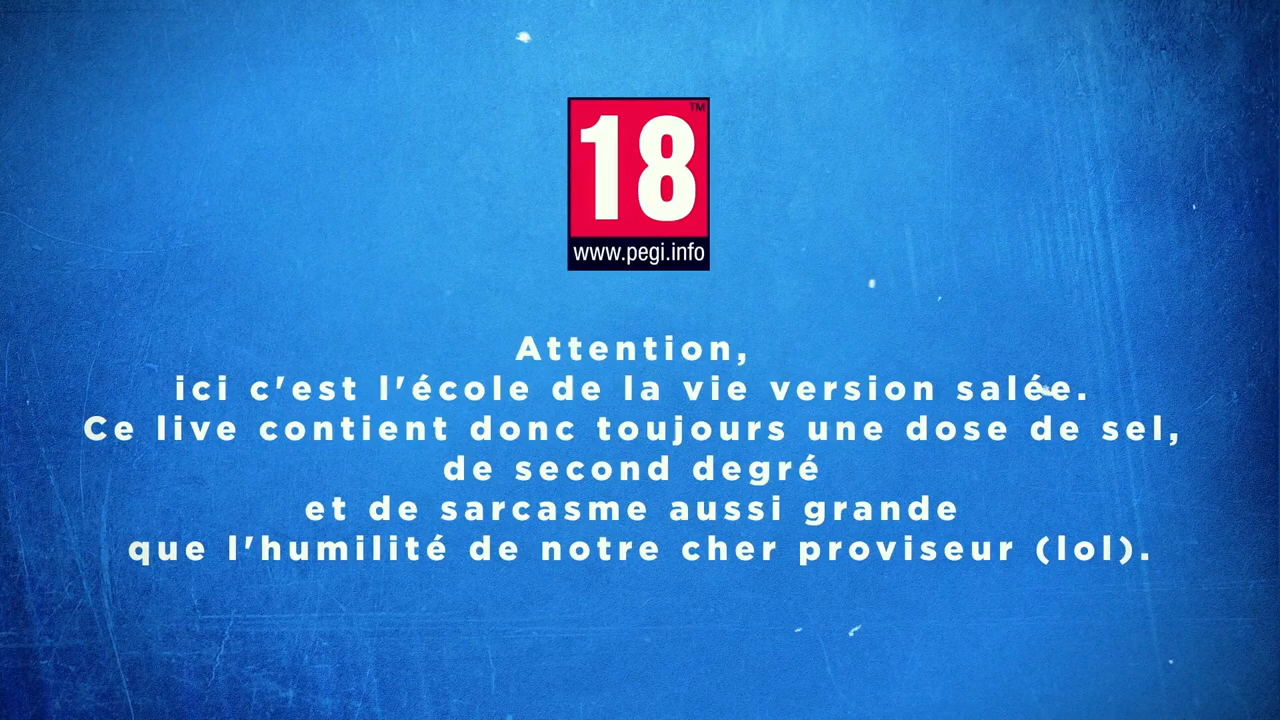 TM
18
www.pegi.info
Attention,
ici c'est l'école de la vie version salée.
Ce live contient donc toujours une dose de sel,
de second degré
et de sarcasme aussi grande
que l'humilité de notre cher proviseur (lol).